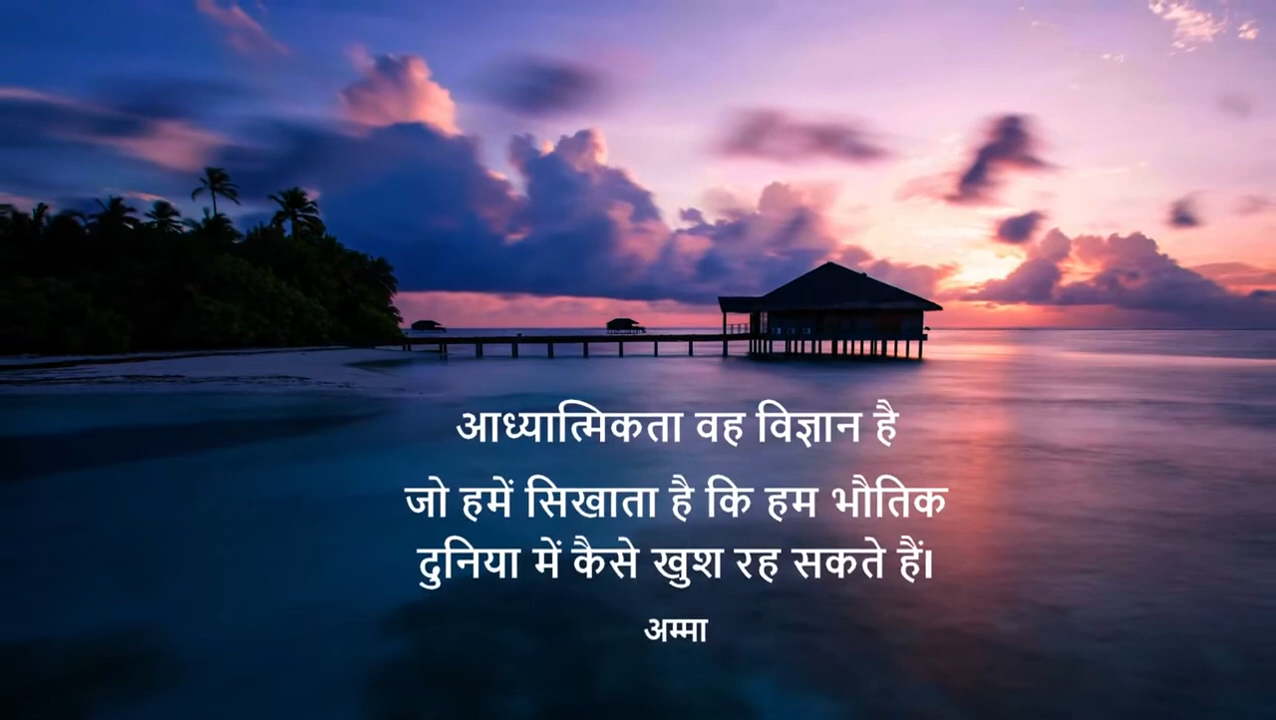 आध्यात्मिकता वह विज्ञान है
जो हमें सिखाता है कि हम भौतिक
दुनिया में कैसे खुश रह सकते हैं।
अम्मा